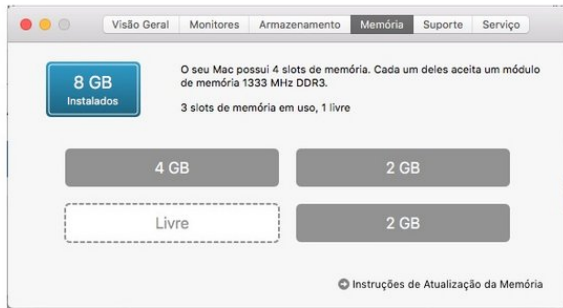 Visão Geral Monitores Armazenamento Memória Suporte Serviço
8 GB
Instalados
O seu Mac possui 4 slots de memória. Cada um deles aceita um módulo
de memória 1333 MHz DDR3.
3 slots de memória em uso, 1 livre
4 GB 2 GB
Livre 2 GB
Instruções de Atualização da Memória